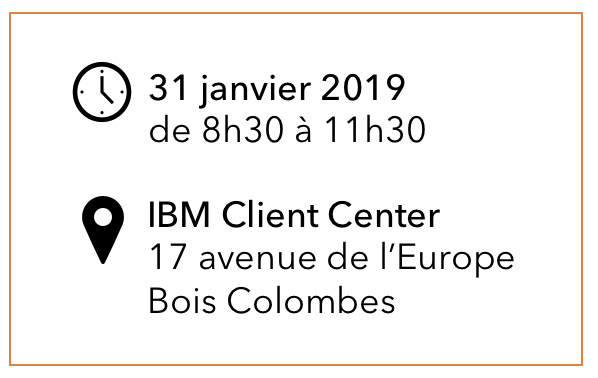 31 janvier 2019
de 8h30 à 11h30
IBM Client Center
17 avenue de l’Europe
Bois Colombes